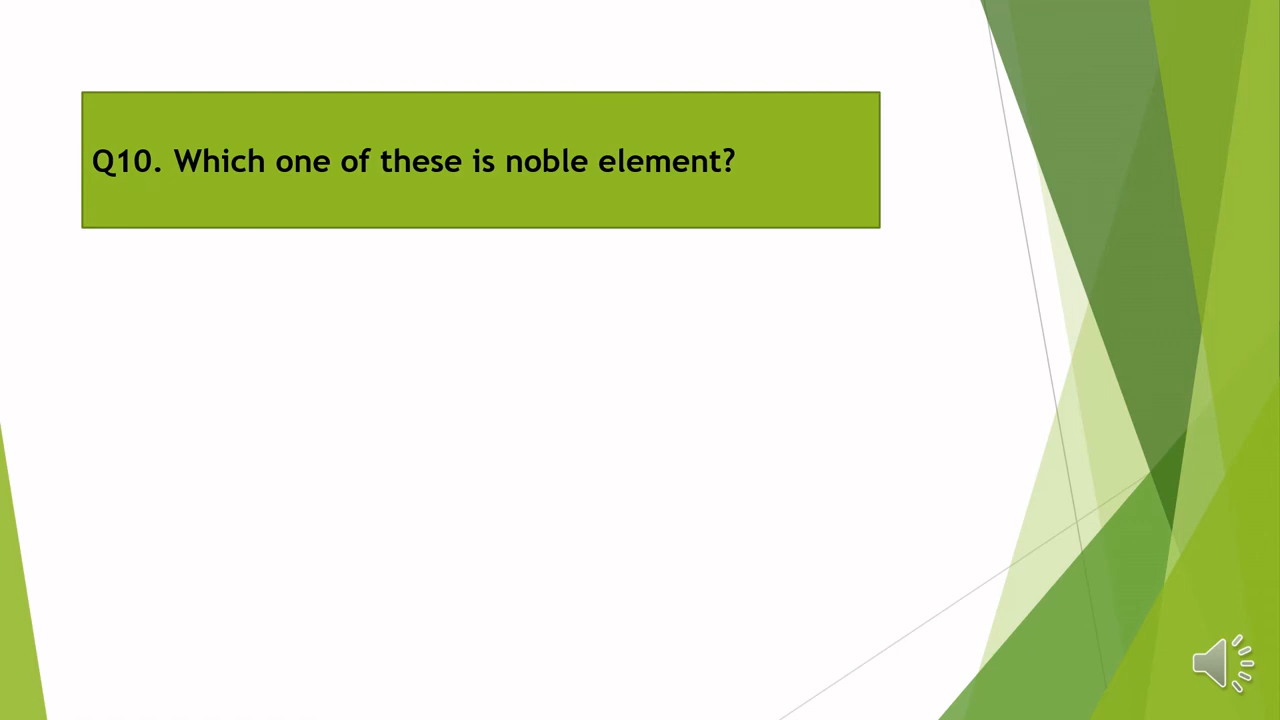 Q10. Which one of these is noble element?